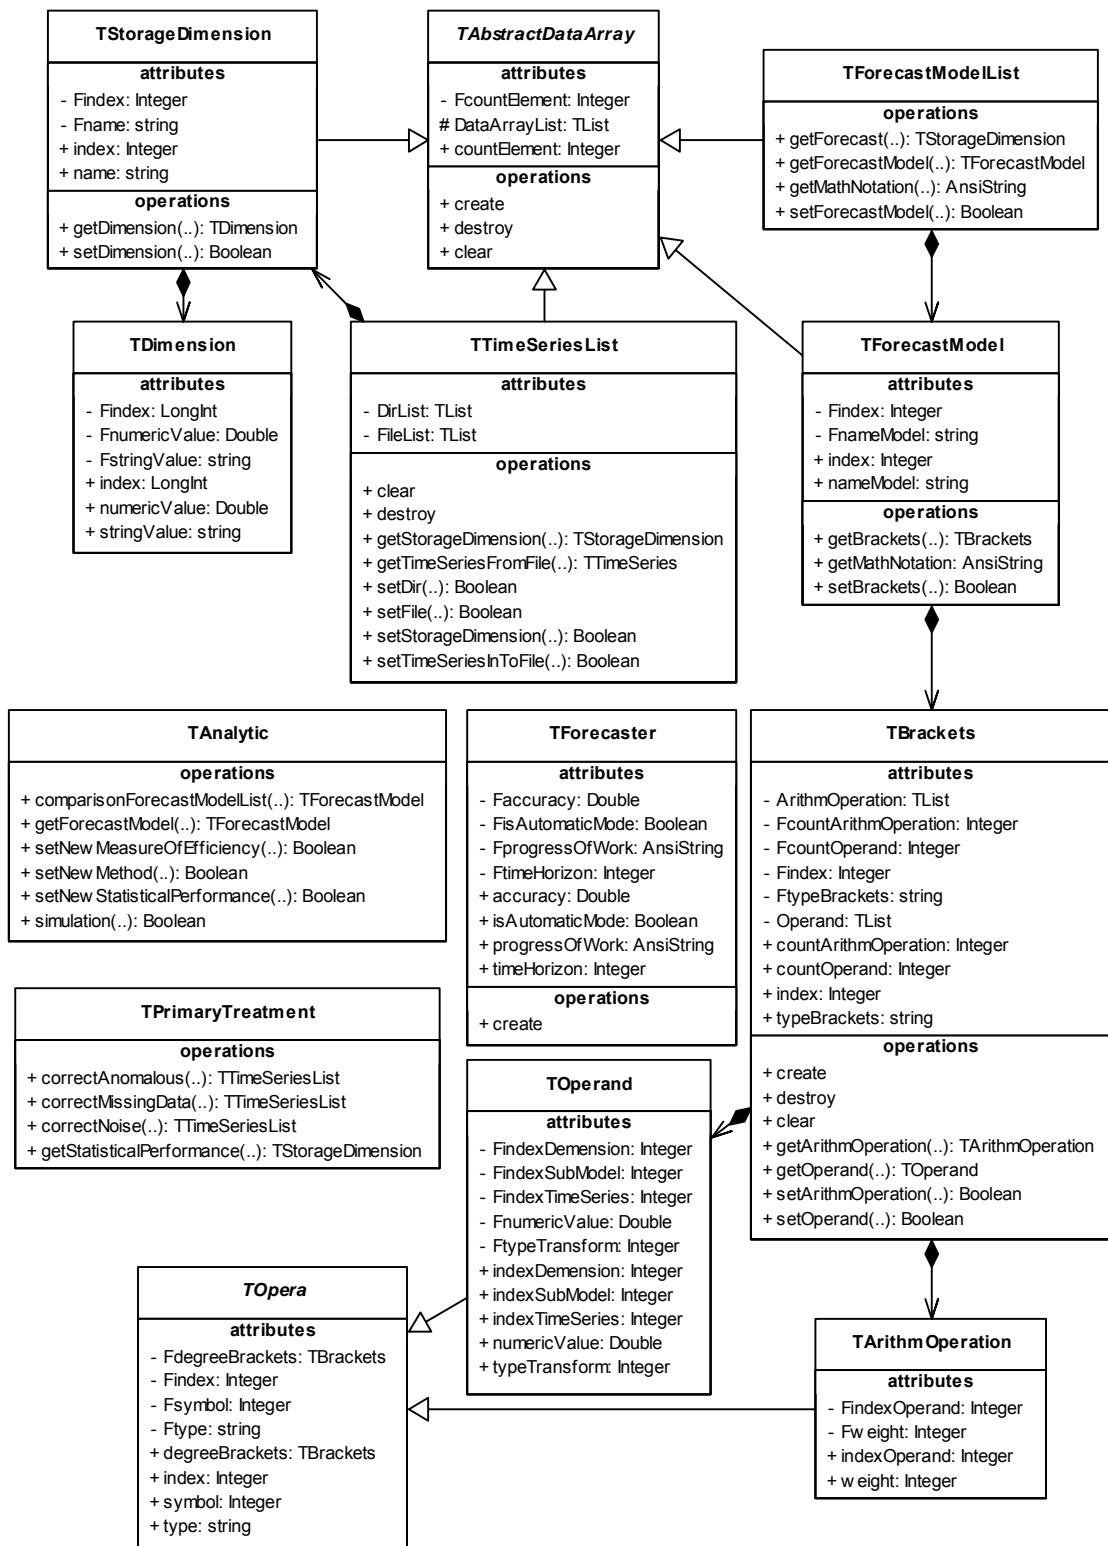 TStorageDimension
attributes
- Findex: Integer
- Fname: string
+ index: Integer
+ name: string
operations
+ getDimension(..): TDimension
+ setDimension(..): Boolean
TAbstractDataArray
attributes
- FcountElement: Integer
# DataArrayList: TList
+ countElement: Integer
operations
+ create
+ destroy
+ clear
TForecastModelList
operations
+ getForecast(..): TStorageDimension
+ getForecastModel(..): TForecastModel
+ getMathNotation(..): AnsiString
+ setForecastModel(..): Boolean
TDimension
attributes
- Findex: LongInt
- FnumericValue: Double
- FstringValue: string
+ index: LongInt
+ numericValue: Double
+ stringValue: string
TTimeSeriesList
attributes
- DirList: TList
- FileList: TList
operations
+ clear
+ destroy
+ getStorageDimension(..): TStorageDimension
+ getTimeSeriesFromFile(..): TTimeSeries
+ setDir(..): Boolean
+ setFile(..): Boolean
+ setStorageDimension(..): Boolean
+ setTimeSeriesInToFile(..): Boolean
TForecastModel
attributes
- Findex: Integer
- FnameModel: string
+ index: Integer
+ nameModel: string
operations
+ getBrackets(..): TBrackets
+ getMathNotation: AnsiString
+ setBrackets(..): Boolean
TAnalytic
operations
+ comparisonForecastModelList(..): TForecastModel
+ getForecastModel(..): TForecastModel
+ setNewMeasureOfEfficiency(..): Boolean
+ setNewMethod(..): Boolean
+ setNewStatisticalPerformance(..): Boolean
+ simulation(..): Boolean
TForecaster
attributes
- Faccuracy: Double
- FisAutomaticMode: Boolean
- FprogressOfWork: AnsiString
- FtimeHorizon: Integer
+ accuracy: Double
+ isAutomaticMode: Boolean
+ progressOfWork: AnsiString
+ timeHorizon: Integer
operations
+ create
TBrackets
attributes
- ArithmOperation: TList
- FcountArithmOperation: Integer
- FcountOperand: Integer
- Findex: Integer
- FtypeBrackets: string
- Operand: TList
+ countArithmOperation: Integer
+ countOperand: Integer
+ index: Integer
+ typeBrackets: string
operations
+ create
+ destroy
+ clear
+ getArithmOperation(..): TArithmOperation
+ getOperand(..): TOperand
+ setArithmOperation(..): Boolean
+ setOperand(..): Boolean
TPrimaryTreatment
operations
+ correctAnomalous(..): TTimeSeriesList
+ correctMissingData(..): TTimeSeriesList
+ correctNoise(..): TTimeSeriesList
+ getStatisticalPerformance(..): TStorageDimension
TOperand
attributes
- FindexDemension: Integer
- FindexSubModel: Integer
- FindexTimeSeries: Integer
- FnumericValue: Double
- FtypeTransform: Integer
+ indexDemension: Integer
+ indexSubModel: Integer
+ indexTimeSeries: Integer
+ numericValue: Double
+ typeTransform: Integer
TOpera
attributes
- FdegreeBrackets: TBrackets
- Findex: Integer
- Fsymbol: Integer
- Ftype: string
+ degreeBrackets: TBrackets
+ index: Integer
+ symbol: Integer
+ type: string
TArithmOperation
attributes
- FindexOperand: Integer
- Fweight: Integer
+ indexOperand: Integer
+ weight: Integer